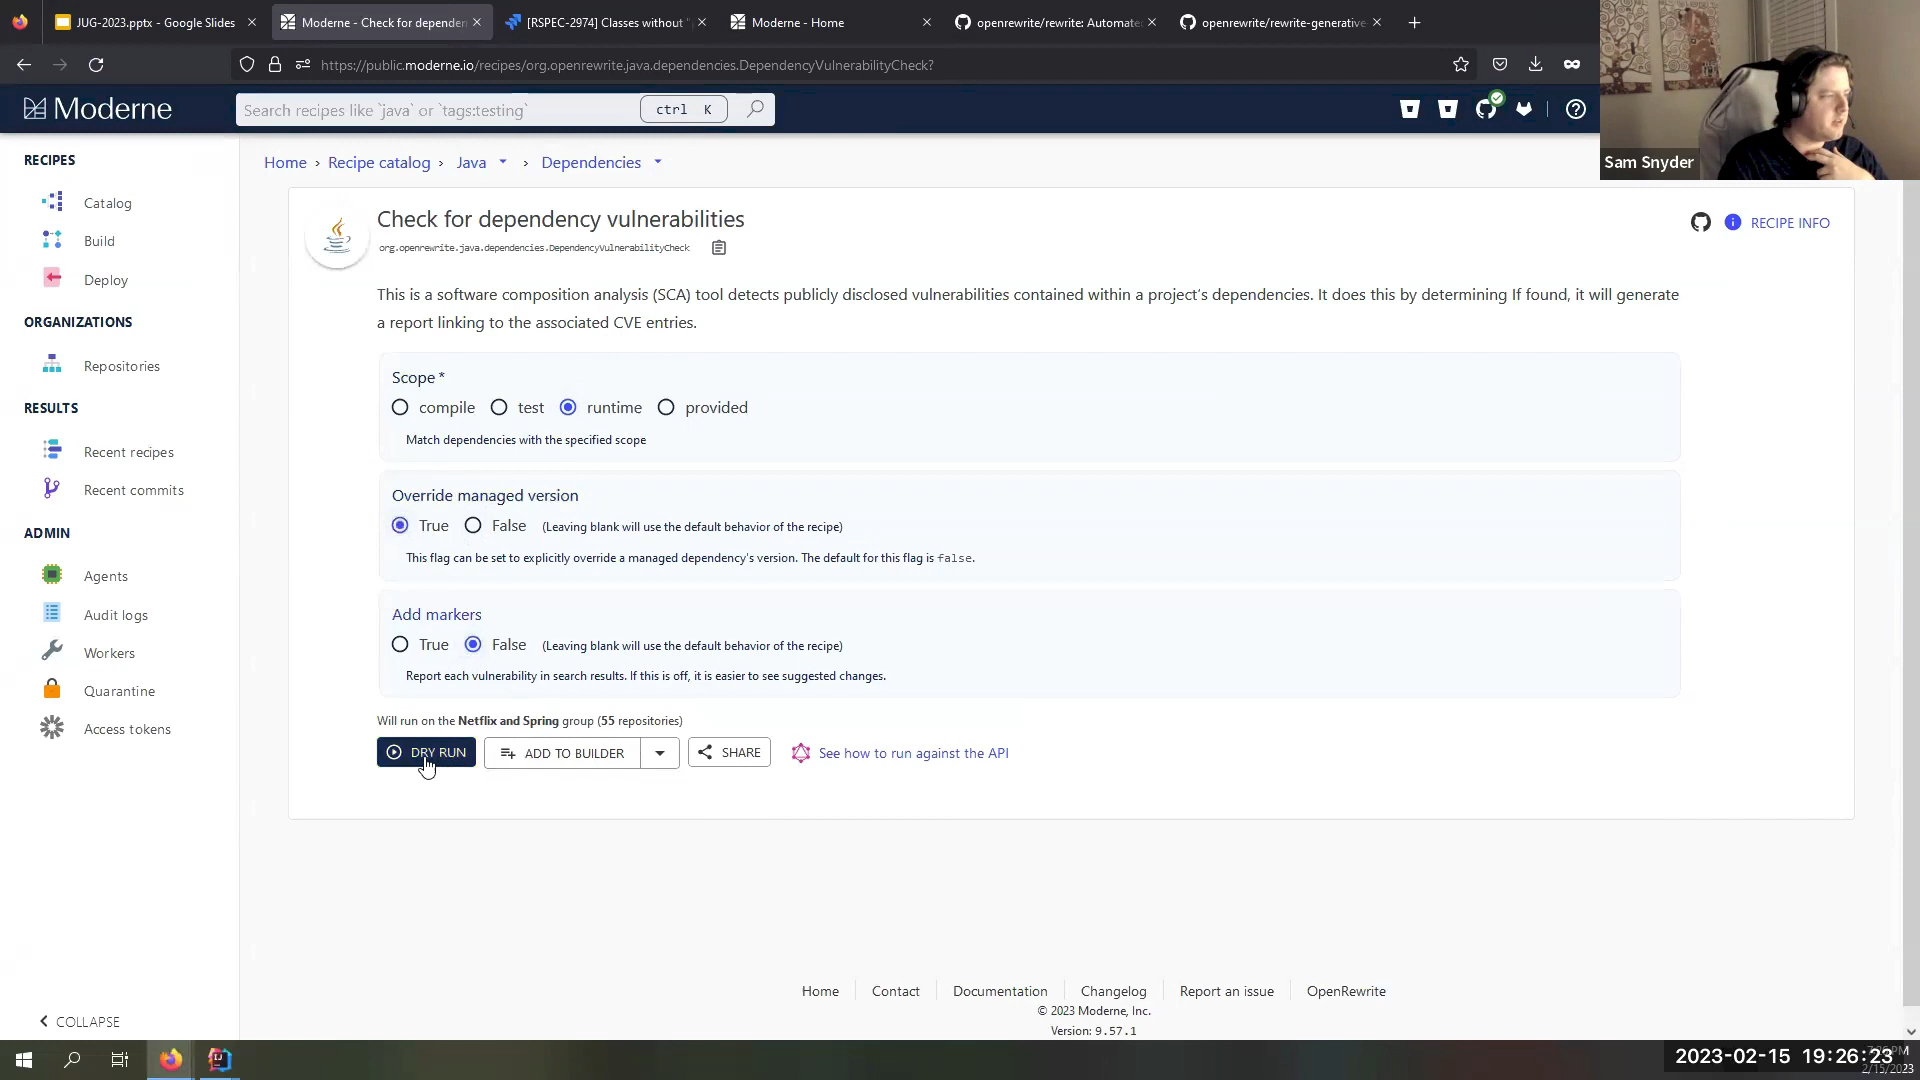 JUG-2023.pptx - Google Slides
Moderne - Check for dependen
[RSPEC-2974] Classes without "
Moderne - Home
openrewrite/rewrite: Automate
openrewrite/rewrite-generative
https://public.moderne.io/recipes/org.openrewrite.java.dependencies.DependencyVulnerabilityCheck?
Moderne
Search recipes like `java` or `tags:testing`
ctrl K
Sam Snyder
RECIPES
Catalog
Build
Deploy
ORGANIZATIONS
Repositories
RESULTS
Recent recipes
Recent commits
ADMIN
Agents
Audit logs
Workers
Quarantine
Access tokens
COLLAPSE
Home › Recipe catalog › Java › Dependencies
Check for dependency vulnerabilities
org.openrewrite.java.dependencies.DependencyVulnerabilityCheck
RECIPE INFO
This is a software composition analysis (SCA) tool detects publicly disclosed vulnerabilities contained within a project's dependencies. It does this by determining If found, it will generate
a report linking to the associated CVE entries.
Scope *
compile test runtime provided
Match dependencies with the specified scope
Override managed version
True False (Leaving blank will use the default behavior of the recipe)
This flag can be set to explicitly override a managed dependency's version. The default for this flag is false.
Add markers
True False (Leaving blank will use the default behavior of the recipe)
Report each vulnerability in search results. If this is off, it is easier to see suggested changes.
Will run on the Netflix and Spring group (55 repositories)
DRY RUN ADD TO BUILDER SHARE See how to run against the API
Home Contact Documentation Changelog Report an issue OpenRewrite
© 2023 Moderne, Inc.
Version: 9.57.1
2023-02-15 19:26:23
2/15/2023